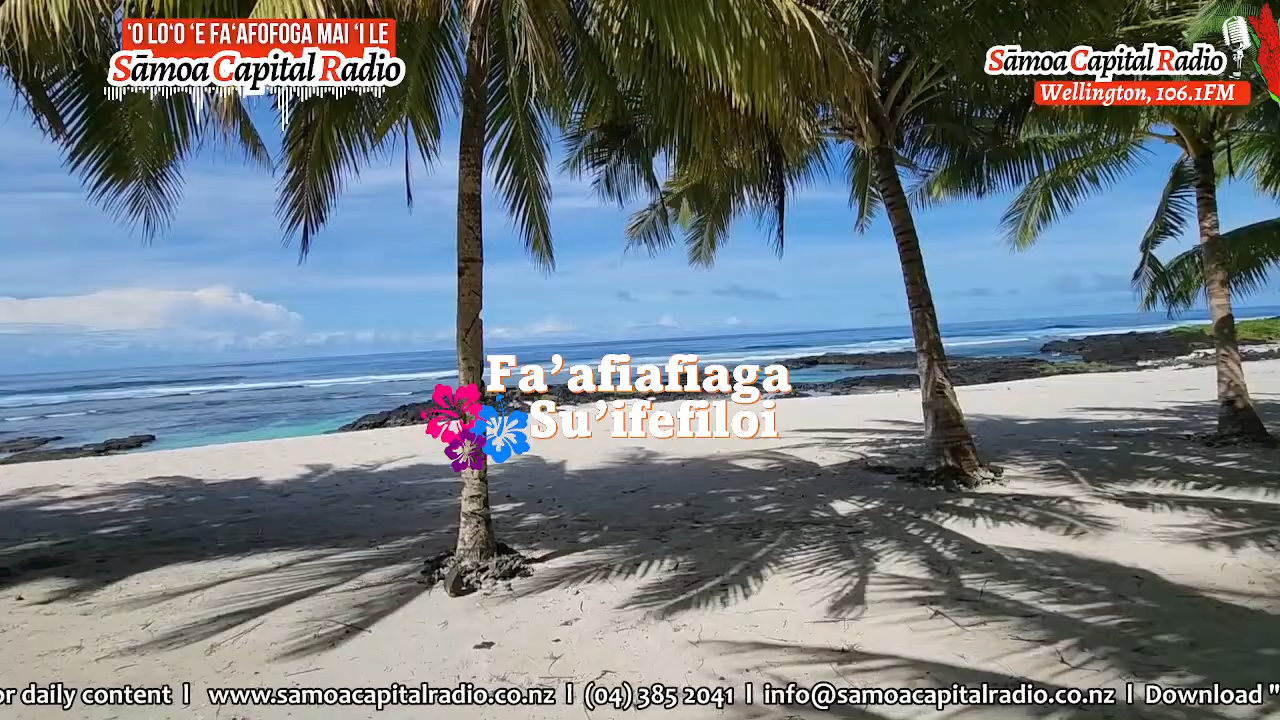 ‘O LO‘O ‘E FA‘AFOFOGA MAI ‘I LE
Sāmoa Capital Radio
Sāmoa Capital Radio
Wellington, 106.1FM
Fa’afiafiaga
Su’ifefiloi
or daily content l www.samoacapitalradio.co.nz l (04) 385 2041 l info@samoacapitalradio.co.nz l Download "